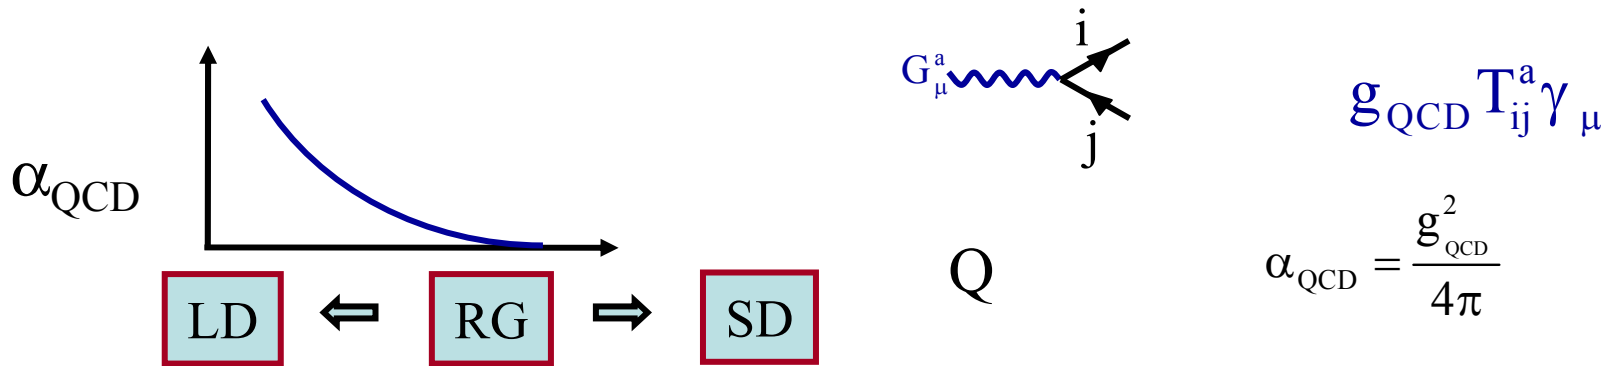 α_QCD
LD RG SD
G^a_μ
i
j
Q
g_QCD T^a_ij γ_μ
α_QCD = g²_QCD / 4π